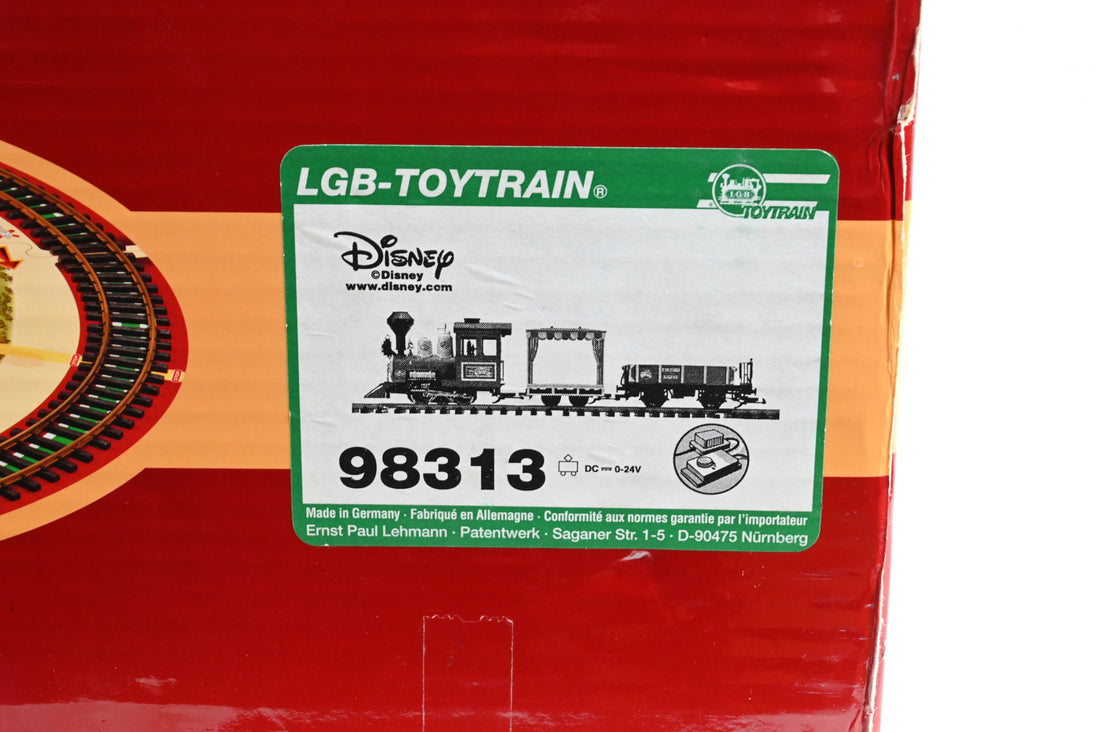 LGB-TOYTRAIN®
L·G·B
TOYTRAIN
Disney
©Disney
www.disney.com
98313
DC 0-24V
Made in Germany · Fabriqué en Allemagne · Conformité aux normes garantie par l'importateur
Ernst Paul Lehmann · Patentwerk · Saganer Str. 1-5 · D-90475 Nürnberg